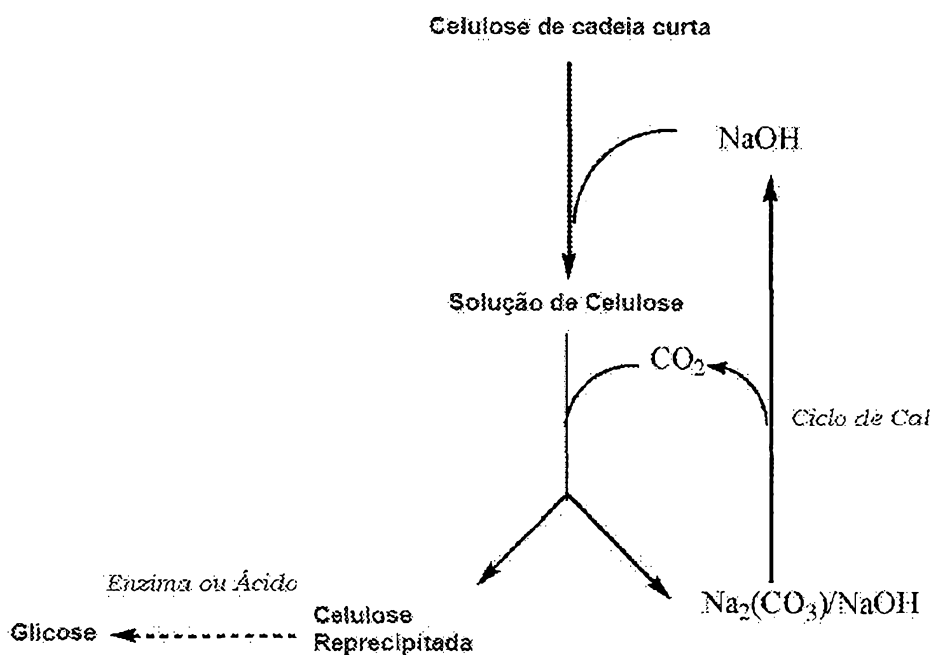 Celulose de cadeia curta
NaOH
Solução de Celulose
CO₂
Ciclo de Cal
Enzima ou Ácido
Na₂(CO₃)/NaOH
Glicose
Celulose
Reprecipitada